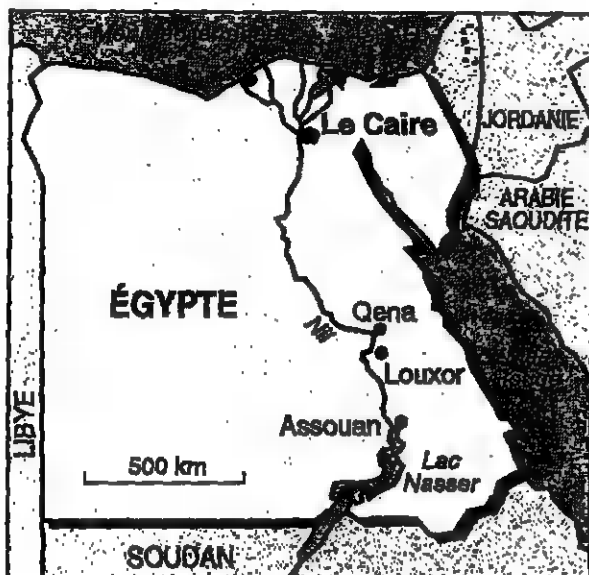 Le Caire
JORDANIE
ARABIE
SAOUDITE
ÉGYPTE
Qena
Nil
Louxor
LIBYE
Assouan
Lac
Nasser
500 km
SOUDAN